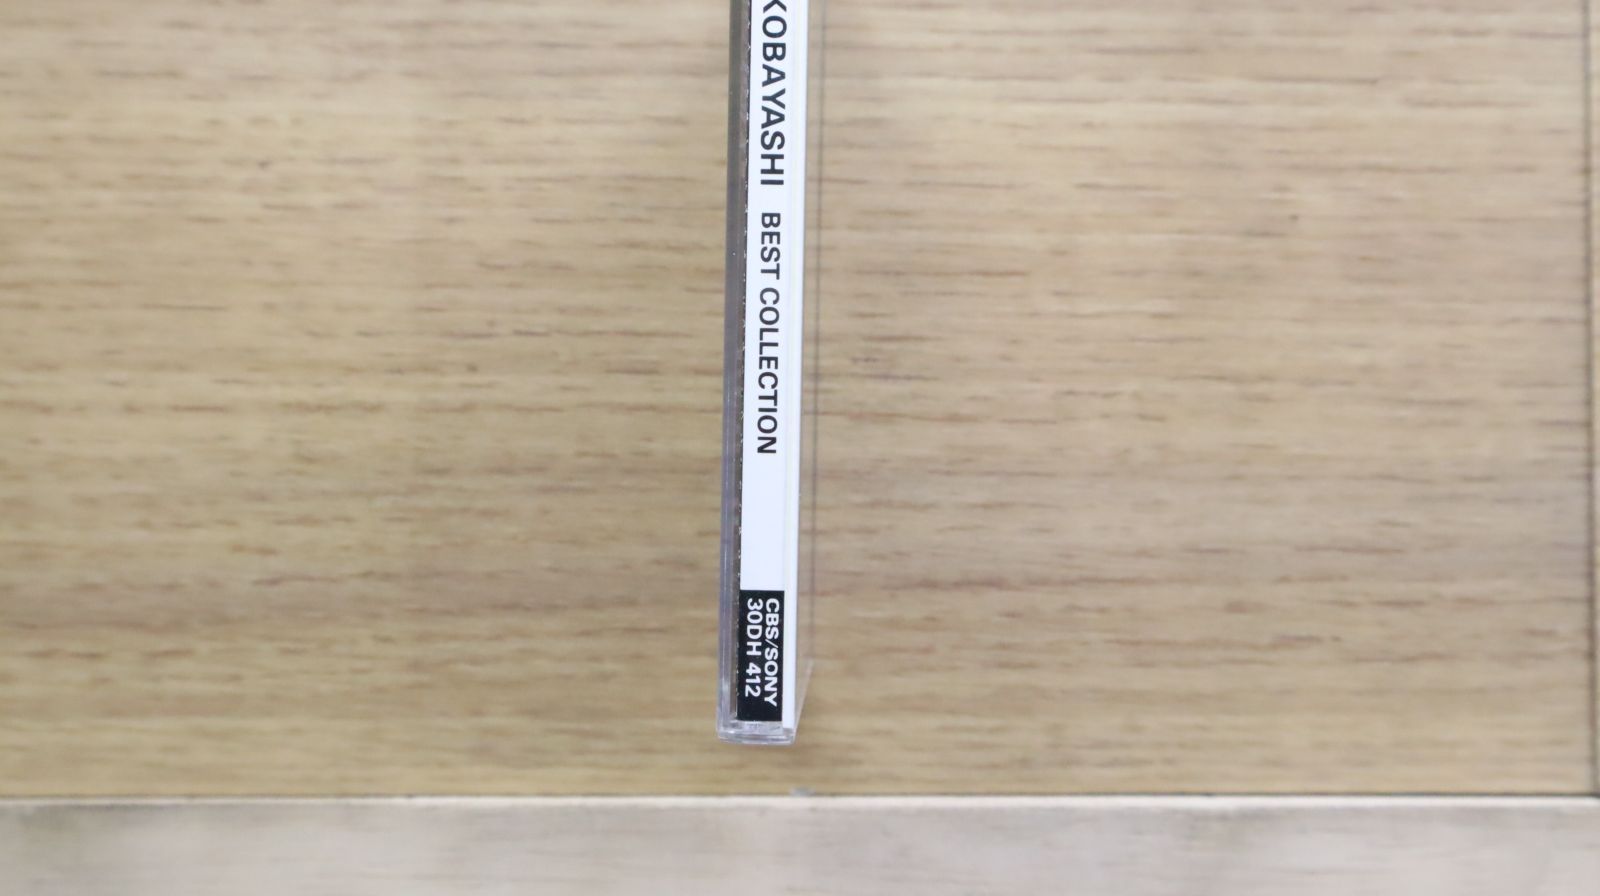 KOBAYASHI BEST COLLECTION
CBS/SONY
30DH 412